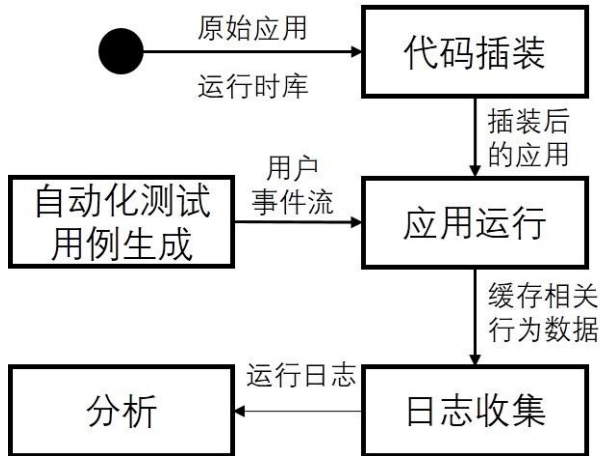 原始应用
运行时库
代码插装
插装后
的应用
自动化测试
用例生成
用户
事件流
应用运行
缓存相关
行为数据
分析
运行日志
日志收集